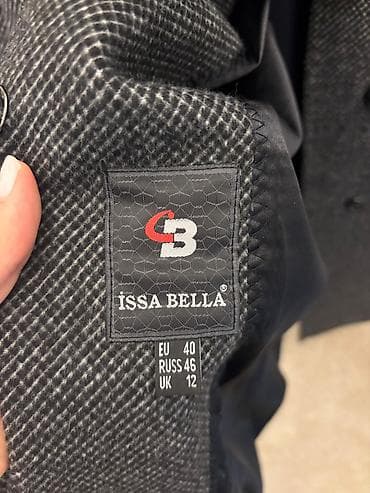 CB
İSSA BELLA®
EU 40
RUSS 46
UK 12